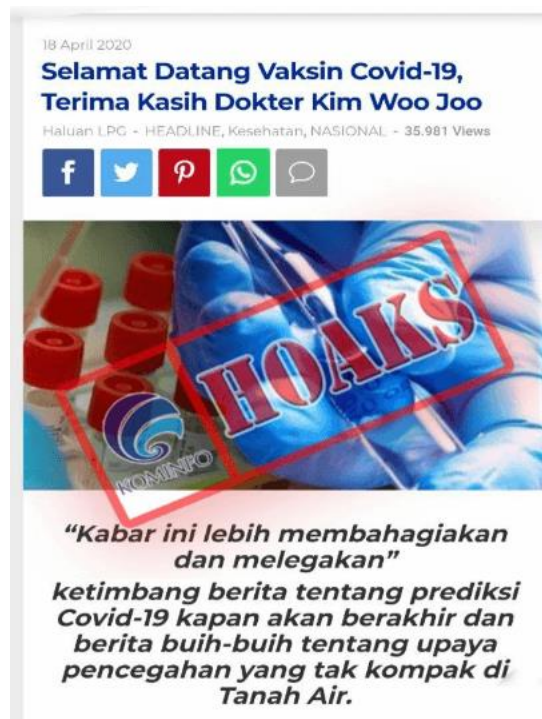 18 April 2020
Selamat Datang Vaksin Covid-19,
Terima Kasih Dokter Kim Woo Joo
Haluan LPG - HEADLINE, Kesehatan, NASIONAL - 35.981 Views
HOAKS
KOMINFO
“Kabar ini lebih membahagiakan
dan melegakan”
ketimbang berita tentang prediksi
Covid-19 kapan akan berakhir dan
berita buih-buih tentang upaya
pencegahan yang tak kompak di
Tanah Air.